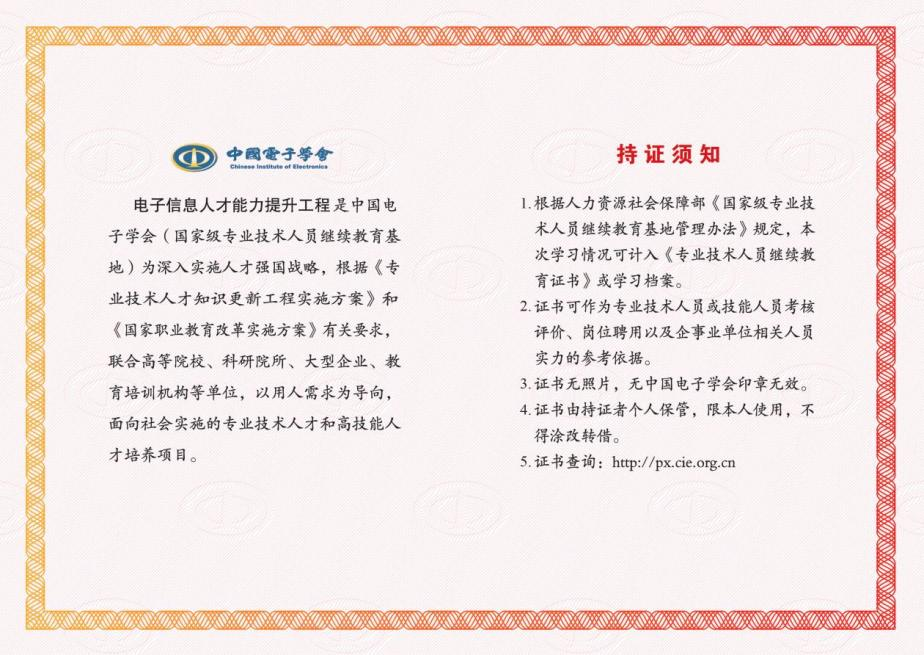 中國電子學會
Chinese Institute of Electronics
电子信息人才能力提升工程是中国电
子学会（国家级专业技术人员继续教育基
地）为深入实施人才强国战略，根据《专
业技术人才知识更新工程实施方案》和
《国家职业教育改革实施方案》有关要求，
联合高等院校、科研院所、大型企业、教
育培训机构等单位，以用人需求为导向，
面向社会实施的专业技术人才和高技能人
才培养项目。
持证须知
1.根据人力资源社会保障部《国家级专业技
术人员继续教育基地管理办法》规定，本
次学习情况可计入《专业技术人员继续教
育证书》或学习档案。
2.证书可作为专业技术人员或技能人员考核
评价、岗位聘用以及企事业单位相关人员
实力的参考依据。
3.证书无照片，无中国电子学会印章无效。
4.证书由持证者个人保管，限本人使用，不
得涂改转借。
5.证书查询：http://px.cie.org.cn